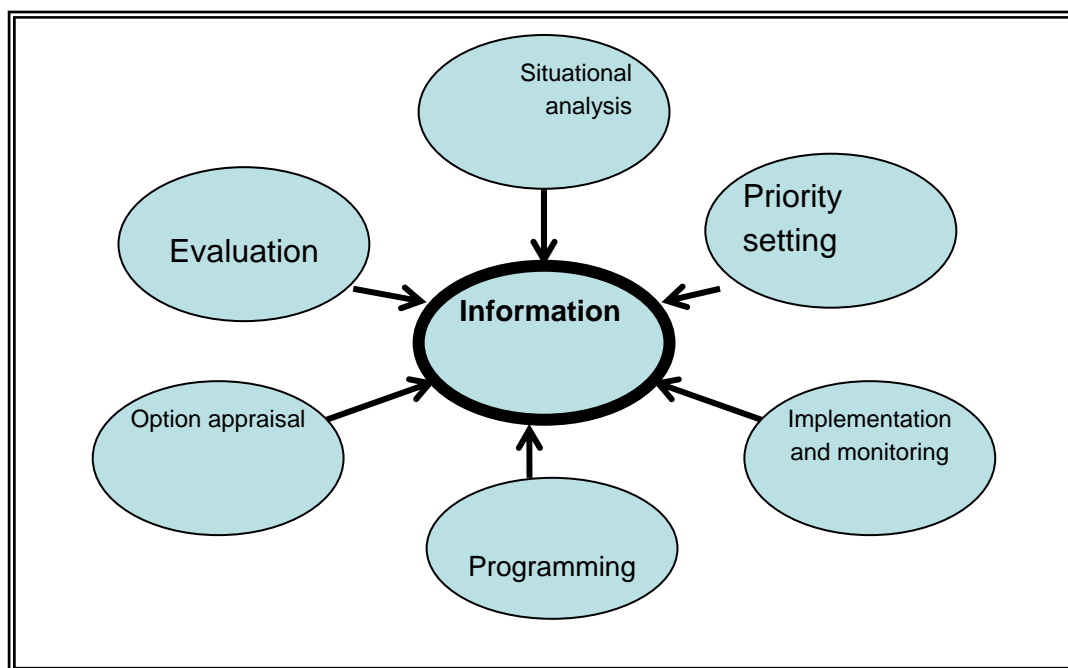 Situational
analysis
Priority
setting
Evaluation
Information
Option appraisal
Implementation
and monitoring
Programming